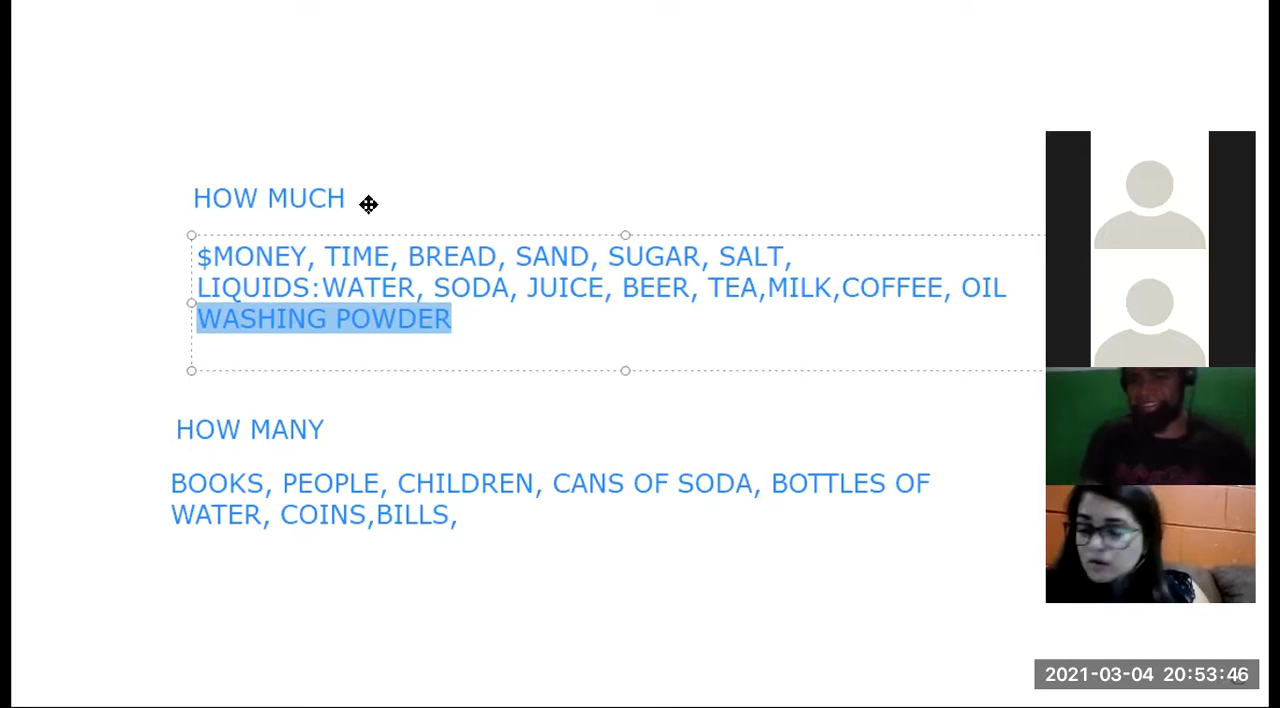 HOW MUCH
$MONEY, TIME, BREAD, SAND, SUGAR, SALT,
LIQUIDS:WATER, SODA, JUICE, BEER, TEA,MILK,COFFEE, OIL
WASHING POWDER
HOW MANY
BOOKS, PEOPLE, CHILDREN, CANS OF SODA, BOTTLES OF
WATER, COINS,BILLS,
2021-03-04 20:53:46